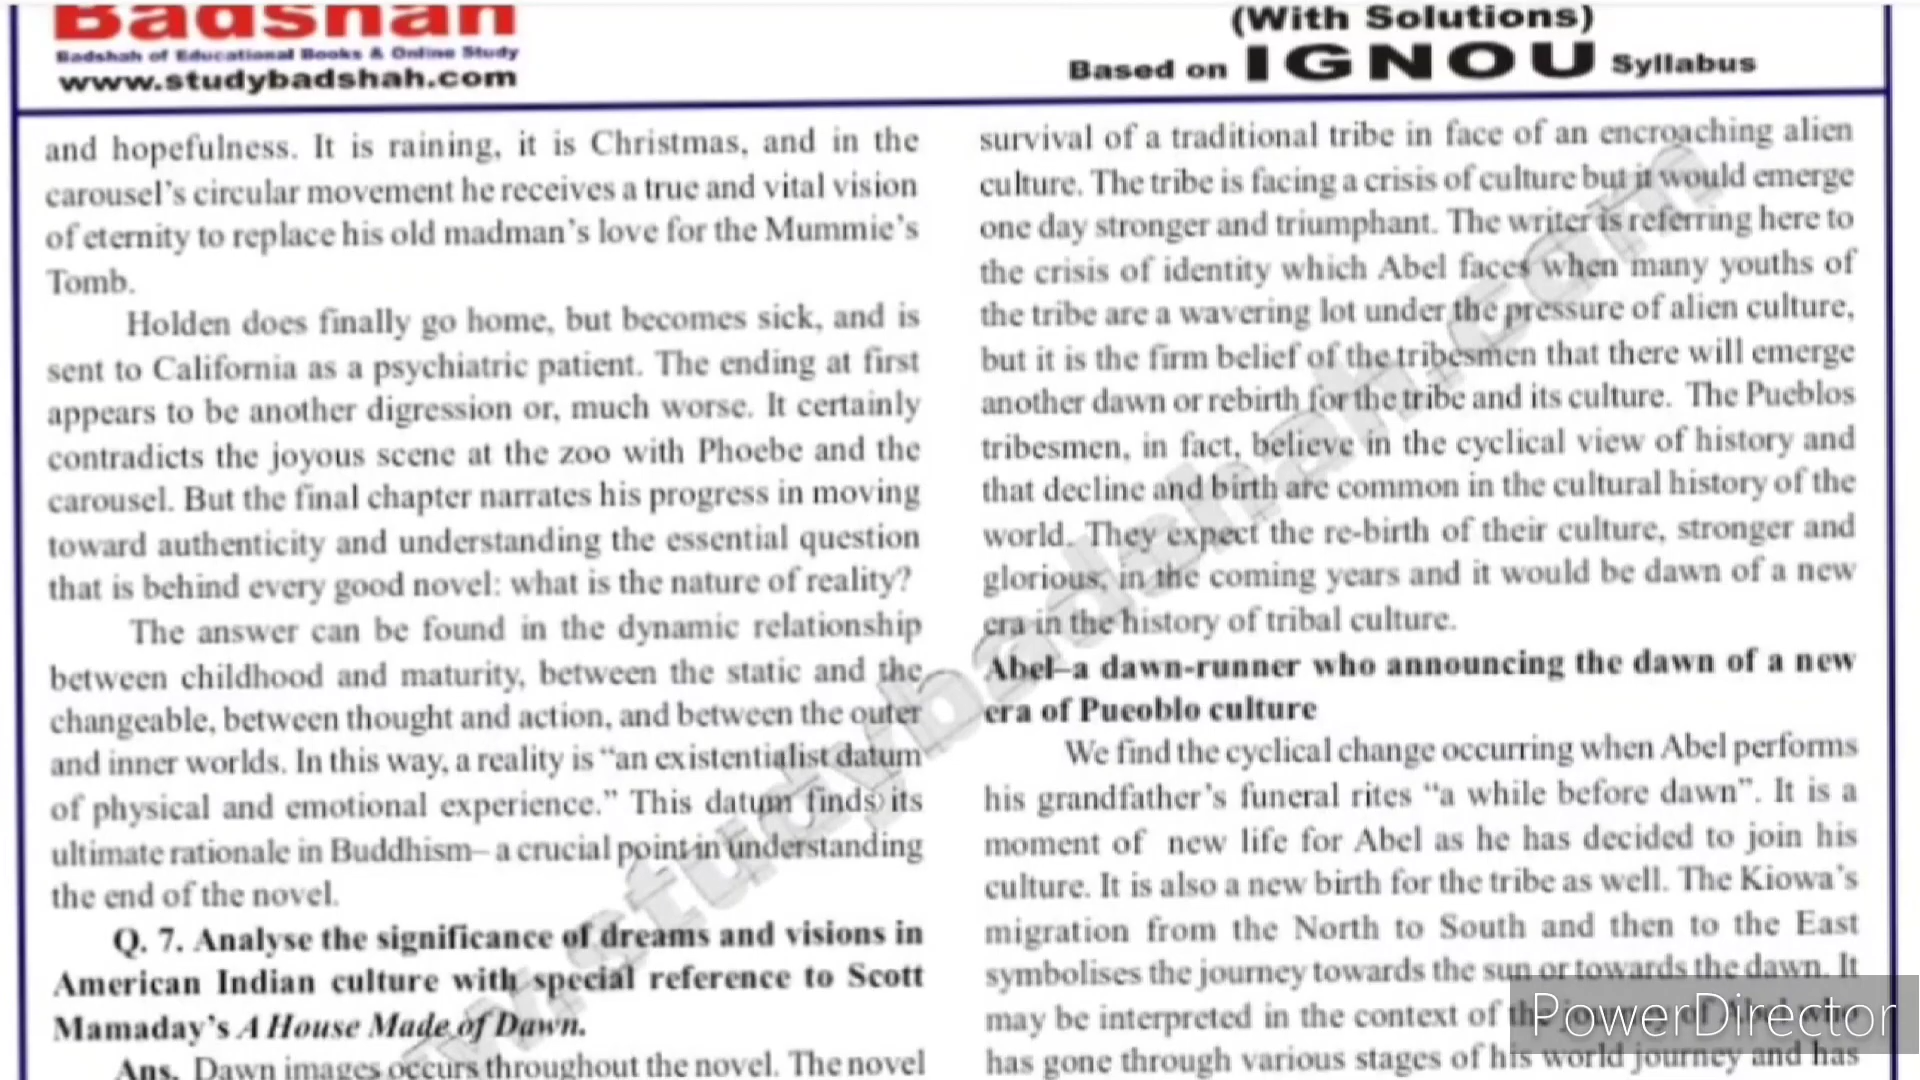 Badshah
Badshah of Educational Books & Online Study
www.studybadshah.com
(With Solutions)
Based on IGNOU Syllabus
and hopefulness. It is raining, it is Christmas, and in the
carousel's circular movement he receives a true and vital vision
of eternity to replace his old madman's love for the Mummie's
Tomb.
Holden does finally go home, but becomes sick, and is
sent to California as a psychiatric patient. The ending at first
appears to be another digression or, much worse. It certainly
contradicts the joyous scene at the zoo with Phoebe and the
carousel. But the final chapter narrates his progress in moving
toward authenticity and understanding the essential question
that is behind every good novel: what is the nature of reality?
The answer can be found in the dynamic relationship
between childhood and maturity, between the static and the
changeable, between thought and action, and between the outer
and inner worlds. In this way, a reality is "an existentialist datum
of physical and emotional experience." This datum finds its
ultimate rationale in Buddhism– a crucial point in understanding
the end of the novel.
Q. 7. Analyse the significance of dreams and visions in
American Indian culture with special reference to Scott
Mamaday's A House Made of Dawn.
Ans. Dawn images occurs throughout the novel. The novel
survival of a traditional tribe in face of an encroaching alien
culture. The tribe is facing a crisis of culture but it would emerge
one day stronger and triumphant. The writer is referring here to
the crisis of identity which Abel faces when many youths of
the tribe are a wavering lot under the pressure of alien culture,
but it is the firm belief of the tribesmen that there will emerge
another dawn or rebirth for the tribe and its culture. The Pueblos
tribesmen, in fact, believe in the cyclical view of history and
that decline and birth are common in the cultural history of the
world. They expect the re-birth of their culture, stronger and
glorious, in the coming years and it would be dawn of a new
era in the history of tribal culture.
Abel–a dawn-runner who announcing the dawn of a new
era of Pueoblo culture
We find the cyclical change occurring when Abel performs
his grandfather's funeral rites "a while before dawn". It is a
moment of new life for Abel as he has decided to join his
culture. It is also a new birth for the tribe as well. The Kiowa's
migration from the North to South and then to the East
symbolises the journey towards the sun or towards the dawn. It
may be interpreted in the context of the journey of Abel who
has gone through various stages of his world journey and has
www.studybadshah.com
PowerDirector